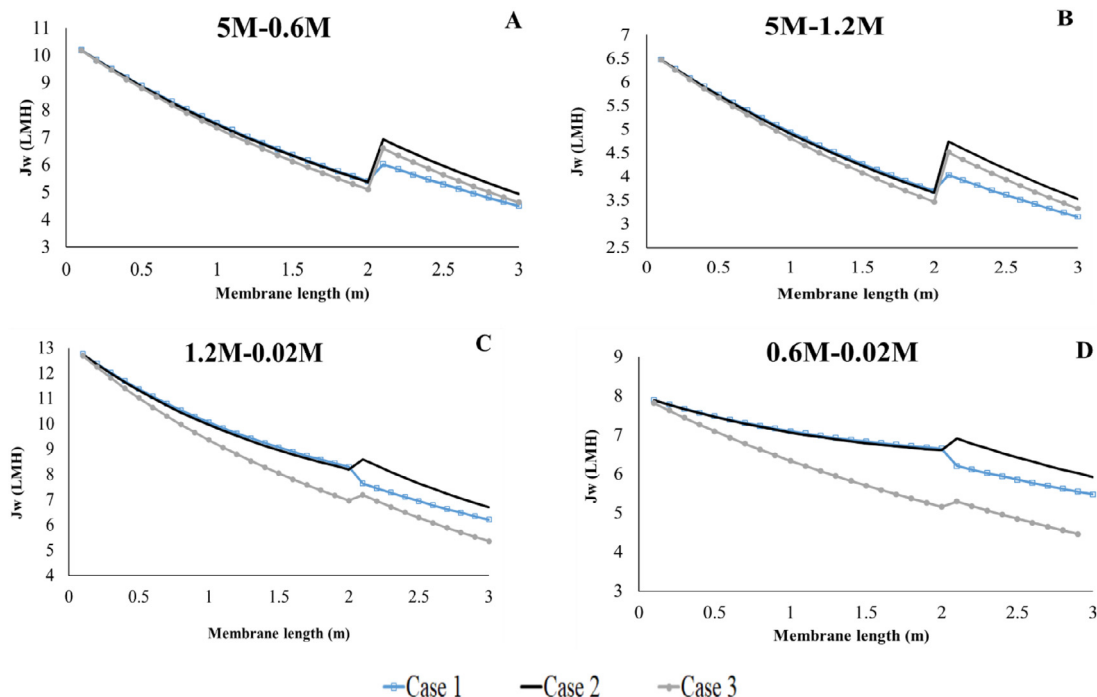 5M-0.6M
A
11
10
9
8
7
6
5
4
3
Jw (LMH)
0 0.5 1 1.5 2 2.5 3
Membrane length (m)
5M-1.2M
B
7
6.5
6
5.5
5
4.5
4
3.5
3
2.5
Jw (LMH)
0 0.5 1 1.5 2 2.5 3
Membrane length (m)
1.2M-0.02M
C
13
12
11
10
9
8
7
6
5
4
Jw (LMH)
0 0.5 1 1.5 2 2.5 3
Membrane length (m)
0.6M-0.02M
D
9
8
7
6
5
4
3
Jw (LMH)
0 0.5 1 1.5 2 2.5 3
Membrane length (m)
Case 1 Case 2 Case 3